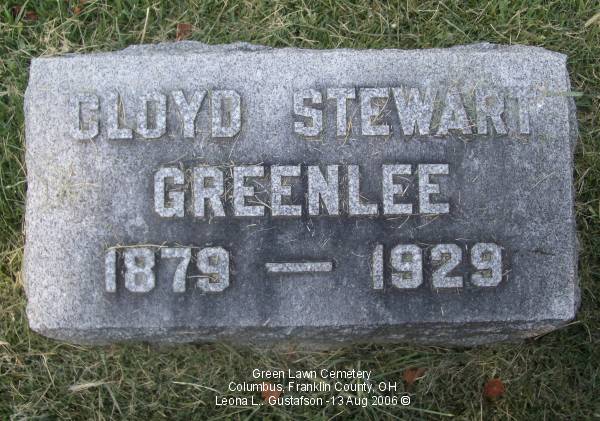 CLOYD STEWART
GREENLEE
1879 — 1929
Green Lawn Cemetery
Columbus, Franklin County, OH
Leona L.. Gustafson -13 Aug 2006 ©